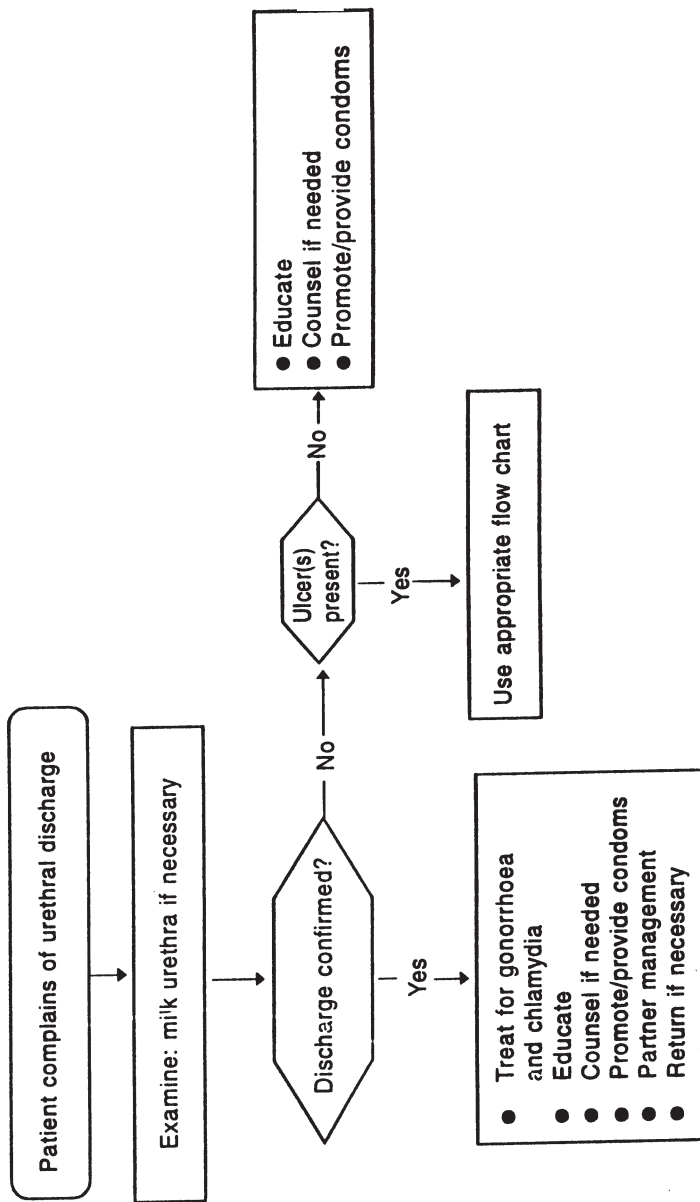 Patient complains of urethral discharge
Examine: milk urethra if necessary
Discharge confirmed?
No
Ulcer(s)
present?
No
● Educate
● Counsel if needed
● Promote/provide condoms
Yes
Use appropriate flow chart
Yes
● Treat for gonorrhoea
and chlamydia
● Educate
● Counsel if needed
● Promote/provide condoms
● Partner management
● Return if necessary